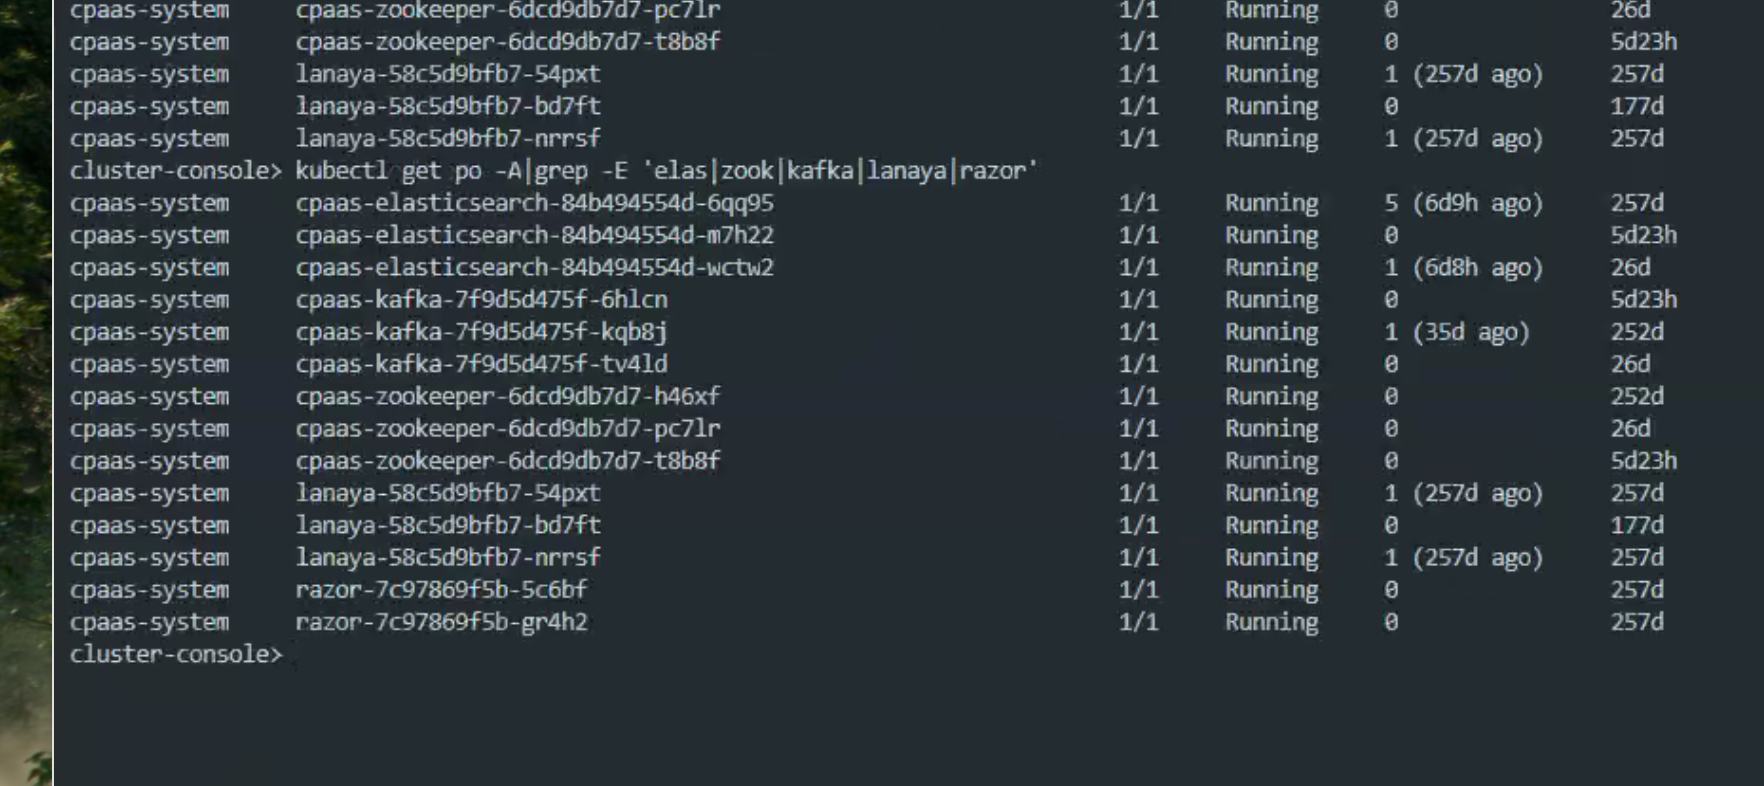 cpaas-system cpaas-zookeeper-6dcd9db7d7-pc7lr 1/1 Running 0 26d
cpaas-system cpaas-zookeeper-6dcd9db7d7-t8b8f 1/1 Running 0 5d23h
cpaas-system lanaya-58c5d9bfb7-54pxt 1/1 Running 1 (257d ago) 257d
cpaas-system lanaya-58c5d9bfb7-bd7ft 1/1 Running 0 177d
cpaas-system lanaya-58c5d9bfb7-nrrsf 1/1 Running 1 (257d ago) 257d
cluster-console> kubectl get po -A|grep -E 'elas|zook|kafka|lanaya|razor'
cpaas-system cpaas-elasticsearch-84b494554d-6qq95 1/1 Running 5 (6d9h ago) 257d
cpaas-system cpaas-elasticsearch-84b494554d-m7h22 1/1 Running 0 5d23h
cpaas-system cpaas-elasticsearch-84b494554d-wctw2 1/1 Running 1 (6d8h ago) 26d
cpaas-system cpaas-kafka-7f9d5d475f-6hlcn 1/1 Running 0 5d23h
cpaas-system cpaas-kafka-7f9d5d475f-kqb8j 1/1 Running 1 (35d ago) 252d
cpaas-system cpaas-kafka-7f9d5d475f-tv4ld 1/1 Running 0 26d
cpaas-system cpaas-zookeeper-6dcd9db7d7-h46xf 1/1 Running 0 252d
cpaas-system cpaas-zookeeper-6dcd9db7d7-pc7lr 1/1 Running 0 26d
cpaas-system cpaas-zookeeper-6dcd9db7d7-t8b8f 1/1 Running 0 5d23h
cpaas-system lanaya-58c5d9bfb7-54pxt 1/1 Running 1 (257d ago) 257d
cpaas-system lanaya-58c5d9bfb7-bd7ft 1/1 Running 0 177d
cpaas-system lanaya-58c5d9bfb7-nrrsf 1/1 Running 1 (257d ago) 257d
cpaas-system razor-7c97869f5b-5c6bf 1/1 Running 0 257d
cpaas-system razor-7c97869f5b-gr4h2 1/1 Running 0 257d
cluster-console>